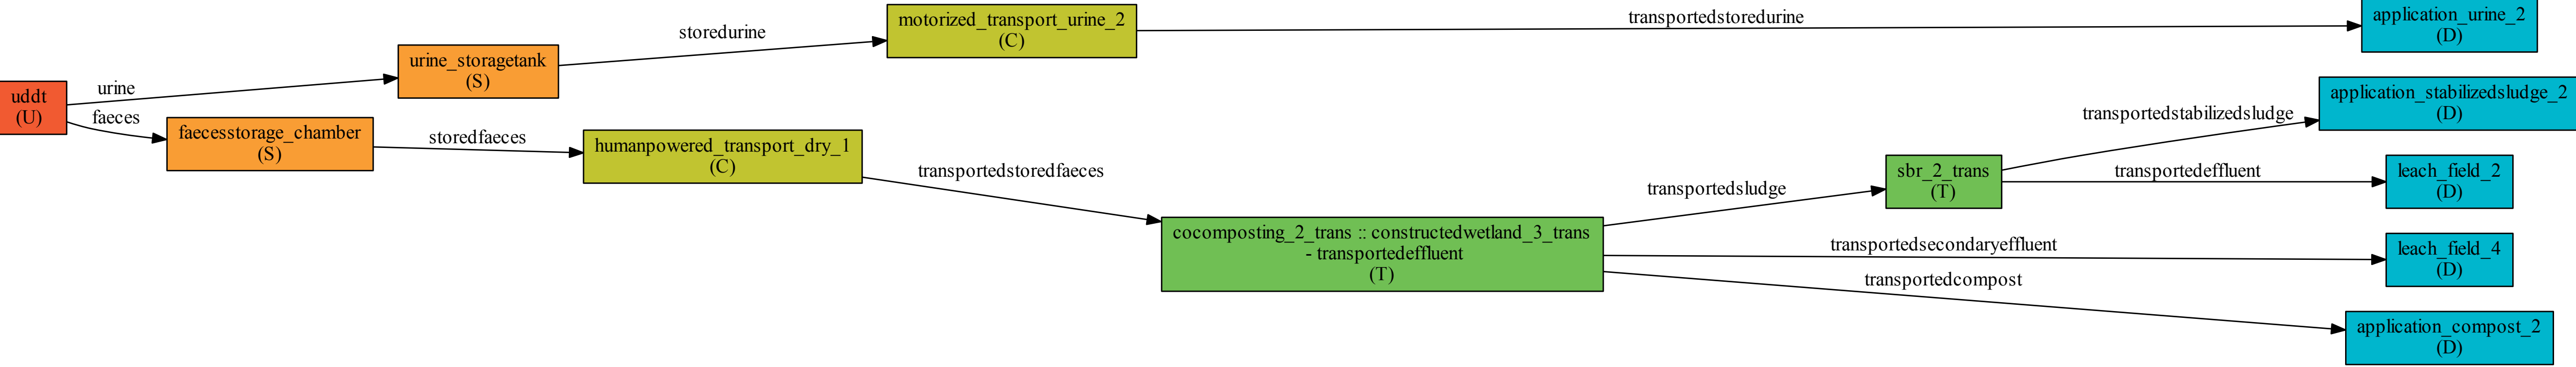 uddt
(U)
urine
faeces
urine_storagetank
(S)
faecesstorage_chamber
(S)
storedurine
storedfaeces
motorized_transport_urine_2
(C)
humanpowered_transport_dry_1
(C)
transportedstoredurine
transportedstoredfaeces
cocomposting_2_trans :: constructedwetland_3_trans
- transportedeffluent
(T)
transportedsludge
transportedsecondaryeffluent
transportedcompost
sbr_2_trans
(T)
transportedstabilizedsludge
transportedeffluent
application_urine_2
(D)
application_stabilizedsludge_2
(D)
leach_field_2
(D)
leach_field_4
(D)
application_compost_2
(D)